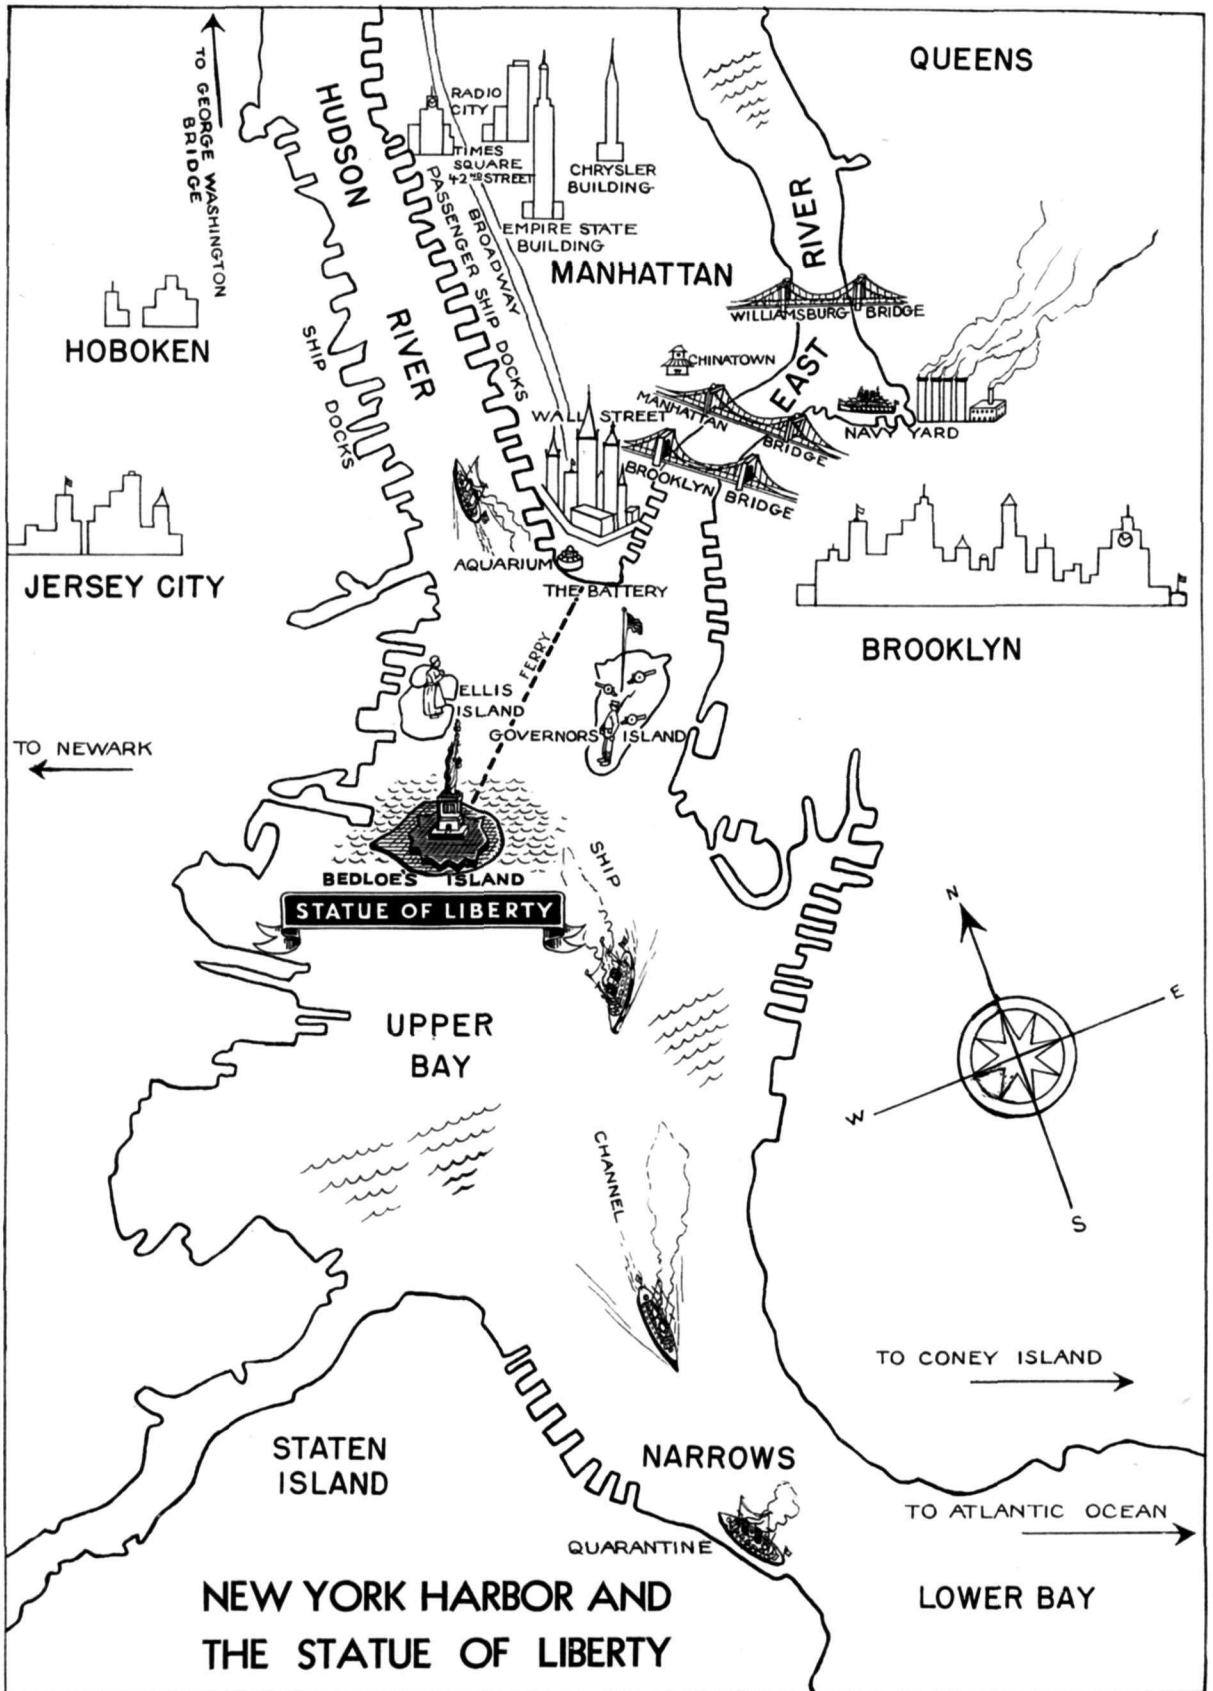 QUEENS
TO GEORGE WASHINGTON
BRIDGE
HUDSON
RIVER
RADIO
CITY
TIMES
SQUARE
42ND STREET
CHRYSLER
BUILDING
EMPIRE STATE
BUILDING
PASSENGER SHIP DOCKS
BROADWAY
MANHATTAN
EAST
RIVER
WILLIAMSBURG BRIDGE
HOBOKEN
SHIP
DOCKS
CHINATOWN
MANHATTAN
BRIDGE
NAVY YARD
WALL STREET
BROOKLYN BRIDGE
JERSEY CITY
AQUARIUM
THE BATTERY
BROOKLYN
FERRY
ELLIS
ISLAND
GOVERNORS ISLAND
TO NEWARK
BEDLOE'S ISLAND
STATUE OF LIBERTY
SHIP
CHANNEL
UPPER
BAY
N
E
W
S
TO CONEY ISLAND
STATEN
ISLAND
NARROWS
TO ATLANTIC OCEAN
QUARANTINE
LOWER BAY
NEW YORK HARBOR AND
THE STATUE OF LIBERTY